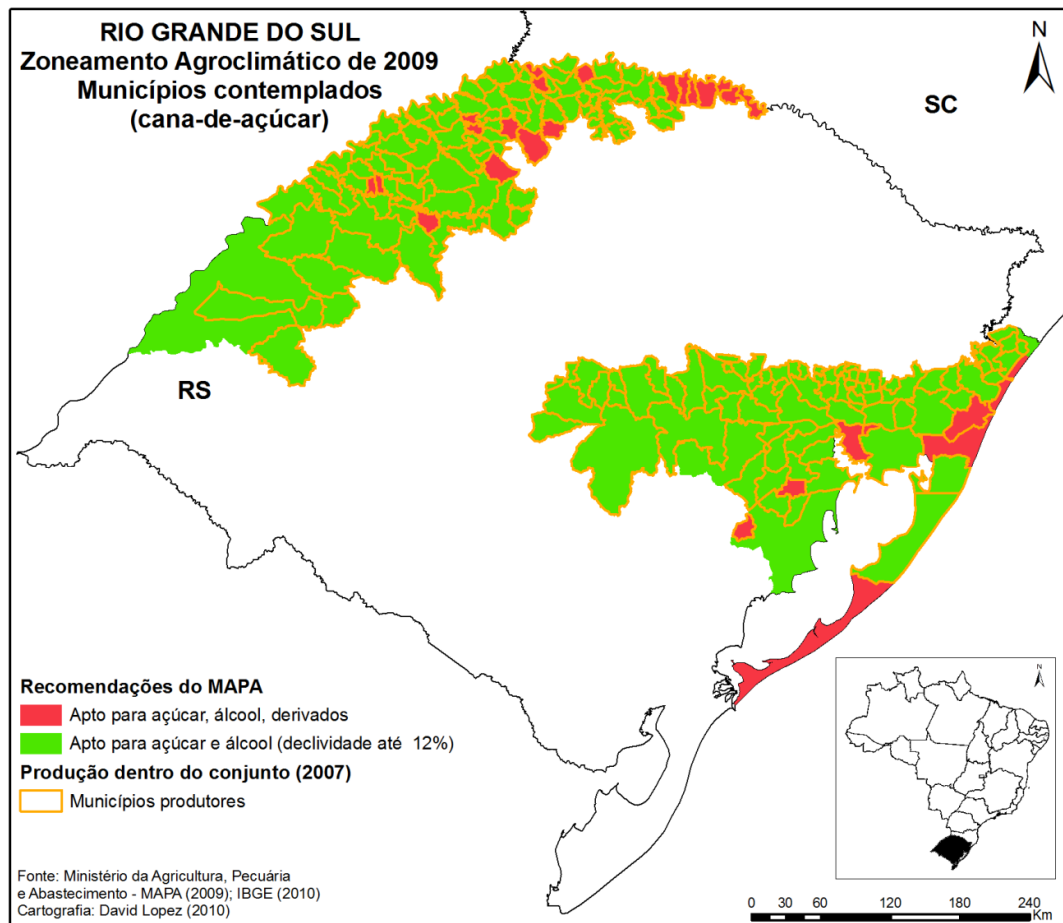 RIO GRANDE DO SUL
Zoneamento Agroclimático de 2009
Municípios contemplados
(cana-de-açúcar)
N
SC
RS
Recomendações do MAPA
Apto para açúcar, álcool, derivados
Apto para açúcar e álcool (declividade até 12%)
Produção dentro do conjunto (2007)
Municípios produtores
Fonte: Ministério da Agricultura, Pecuária
e Abastecimento - MAPA (2009); IBGE (2010)
Cartografia: David Lopez (2010)
N
0 30 60 120 180 240
Km